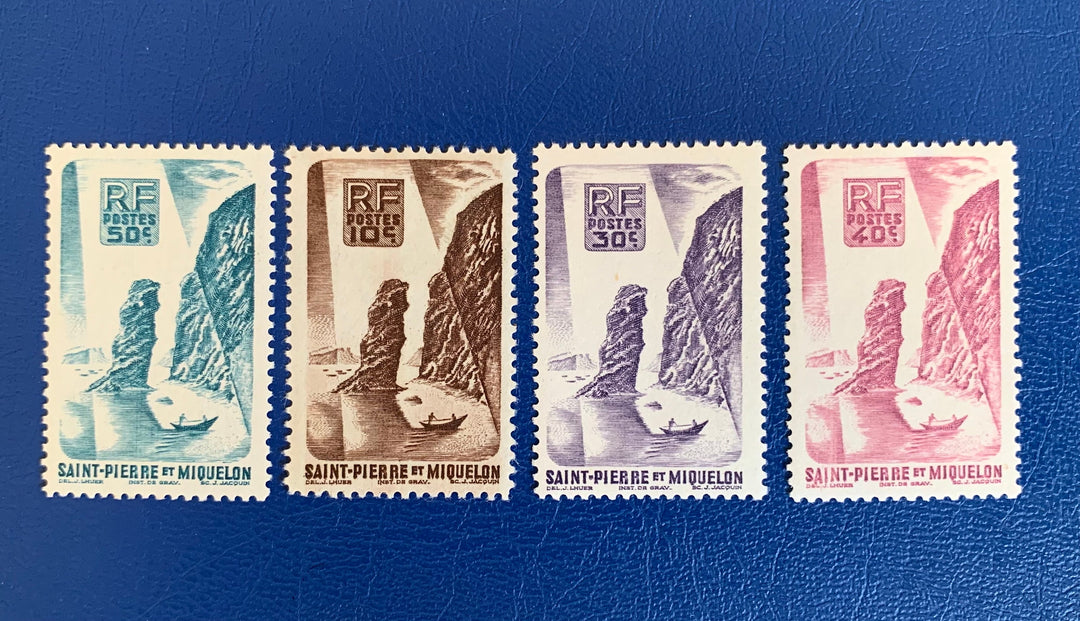 RF
POSTES
50c.
SAINT-PIERRE ET MIQUELON
DEL. J. LHUER INST. DE GRAV. SC. J. JACQUIN
RF
POSTES
10c.
SAINT-PIERRE ET MIQUELON
DEL. J. LHUER INST. DE GRAV. SC. J. JACQUIN
RF
POSTES
30c.
SAINT-PIERRE ET MIQUELON
DEL. J. LHUER INST. DE GRAV. SC. J. JACQUIN
RF
POSTES
40c.
SAINT-PIERRE ET MIQUELON
DEL. J. LHUER INST. DE GRAV. SC. J. JACQUIN